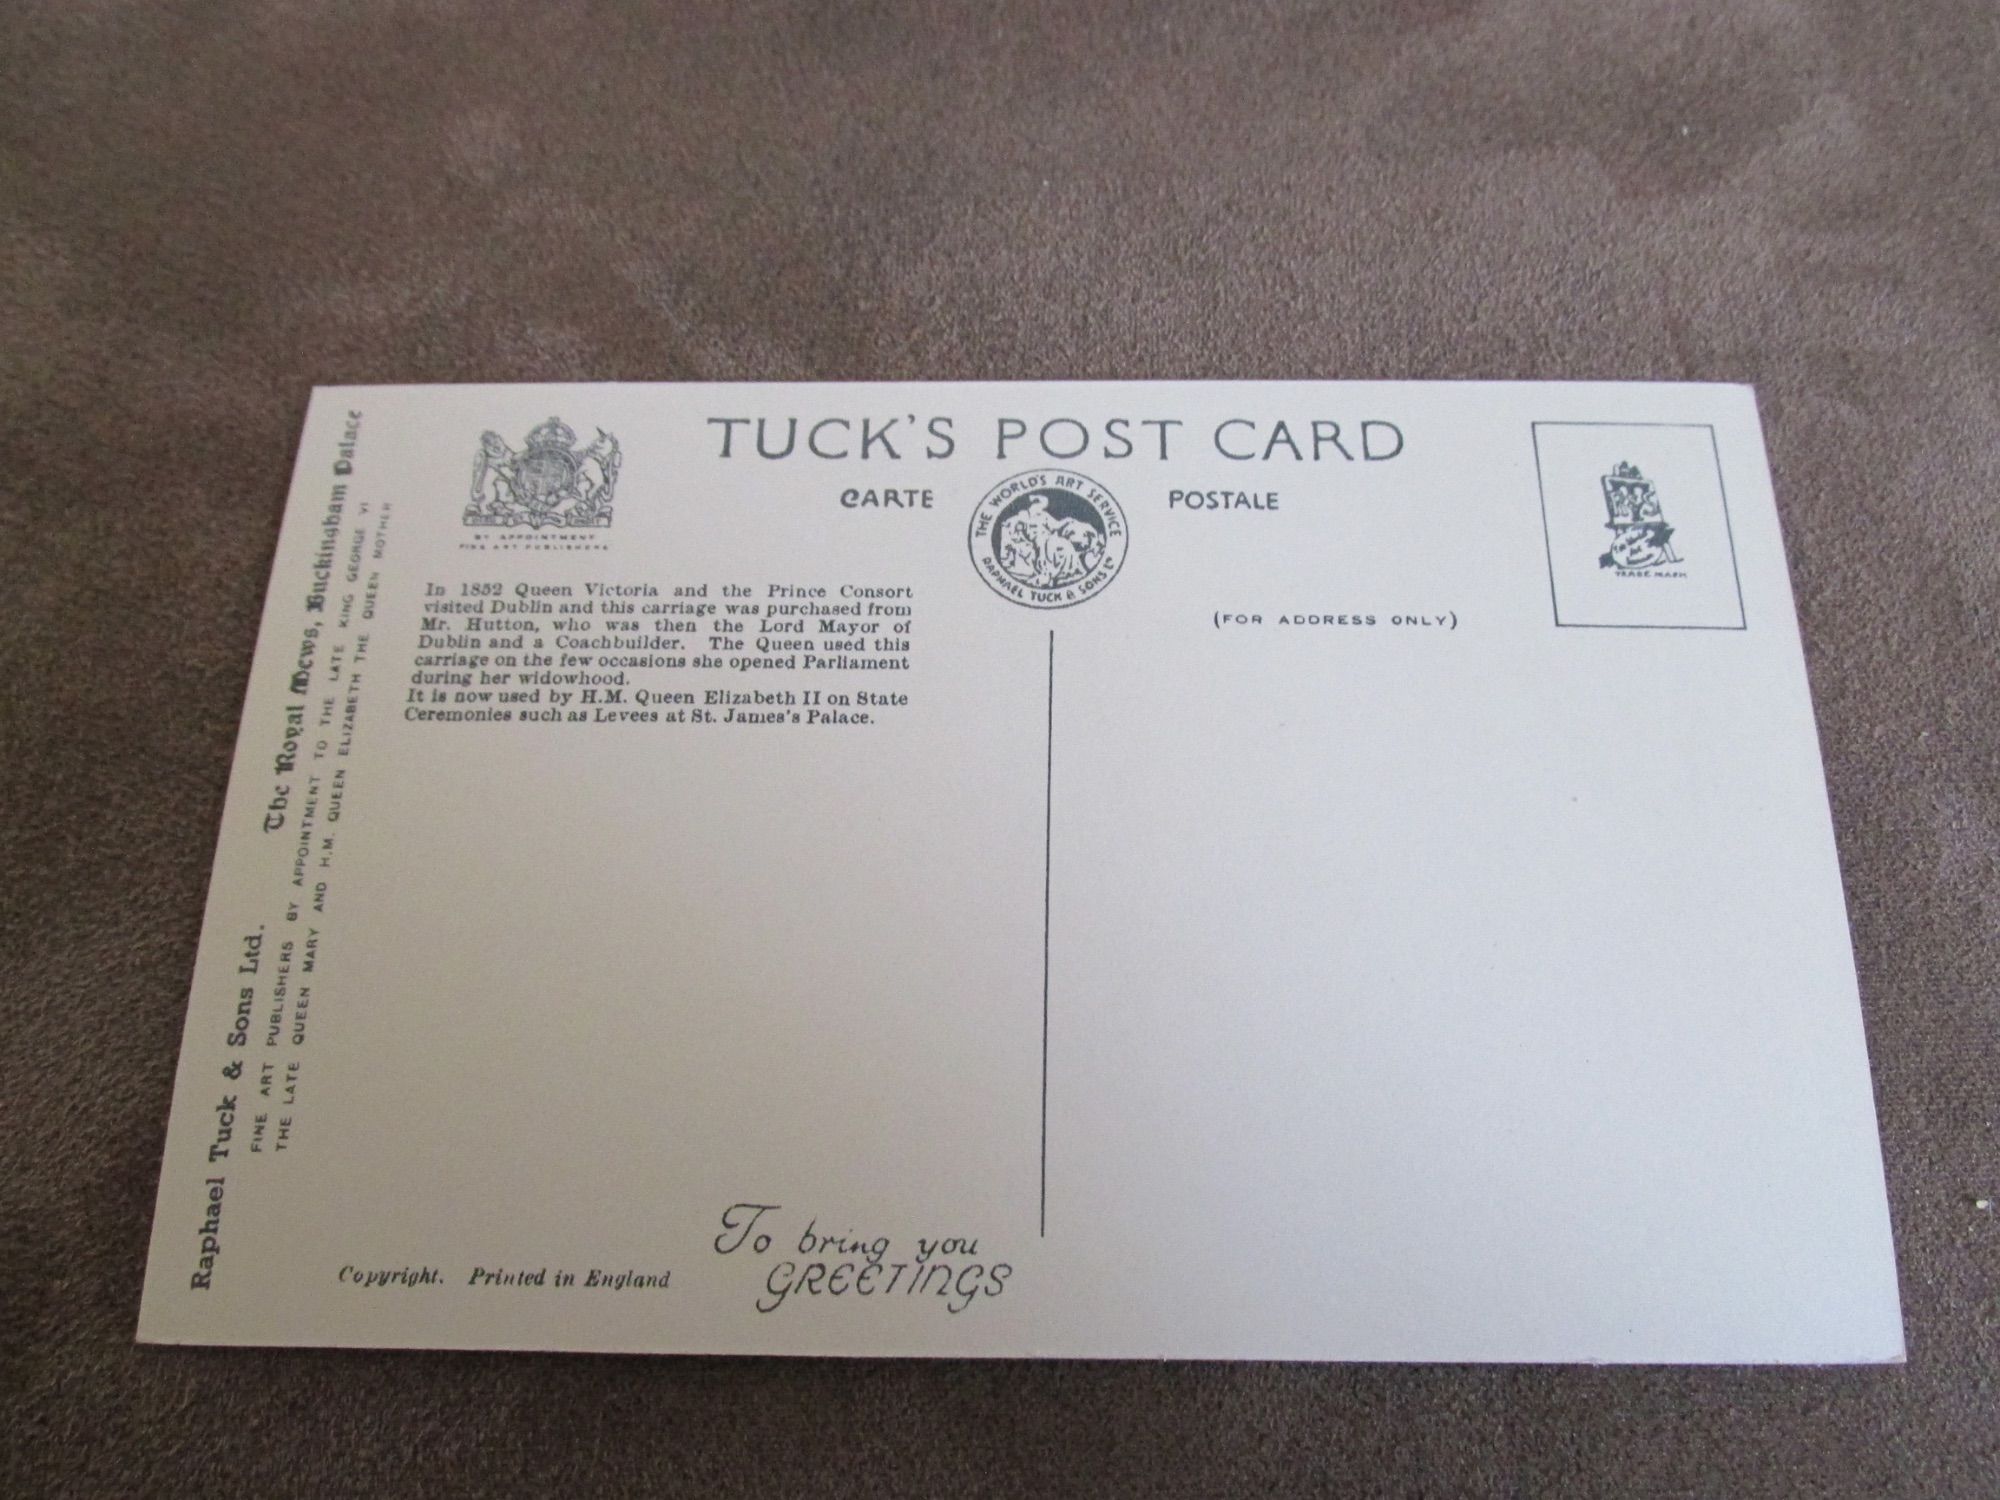 TUCK'S POST CARD
CARTE POSTALE
THE WORLD'S ART SERVICE
RAPHAEL TUCK & SONS LTD
BY APPOINTMENT
FINE ART PUBLISHERS
TRADE MARK
(FOR ADDRESS ONLY)
In 1852 Queen Victoria and the Prince Consort
visited Dublin and this carriage was purchased from
Mr. Hutton, who was then the Lord Mayor of
Dublin and a Coachbuilder. The Queen used this
carriage on the few occasions she opened Parliament
during her widowhood.
It is now used by H.M. Queen Elizabeth II on State
Ceremonies such as Levees at St. James's Palace.
Raphael Tuck & Sons Ltd. The Royal Mews, Buckingham Palace
FINE ART PUBLISHERS BY APPOINTMENT TO THE LATE KING GEORGE VI
THE LATE QUEEN MARY AND H.M. QUEEN ELIZABETH THE QUEEN MOTHER
Copyright. Printed in England
To bring you
GREETINGS